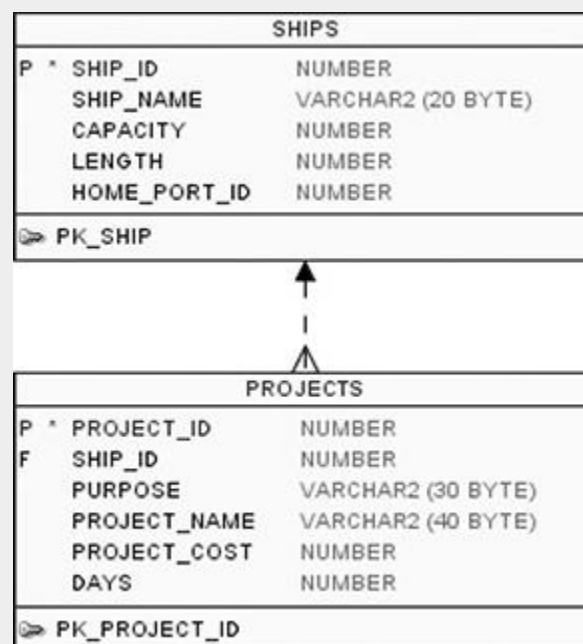 SHIPS
P * SHIP_ID NUMBER
SHIP_NAME VARCHAR2 (20 BYTE)
CAPACITY NUMBER
LENGTH NUMBER
HOME_PORT_ID NUMBER
PK_SHIP
PROJECTS
P * PROJECT_ID NUMBER
F SHIP_ID NUMBER
PURPOSE VARCHAR2 (30 BYTE)
PROJECT_NAME VARCHAR2 (40 BYTE)
PROJECT_COST NUMBER
DAYS NUMBER
PK_PROJECT_ID